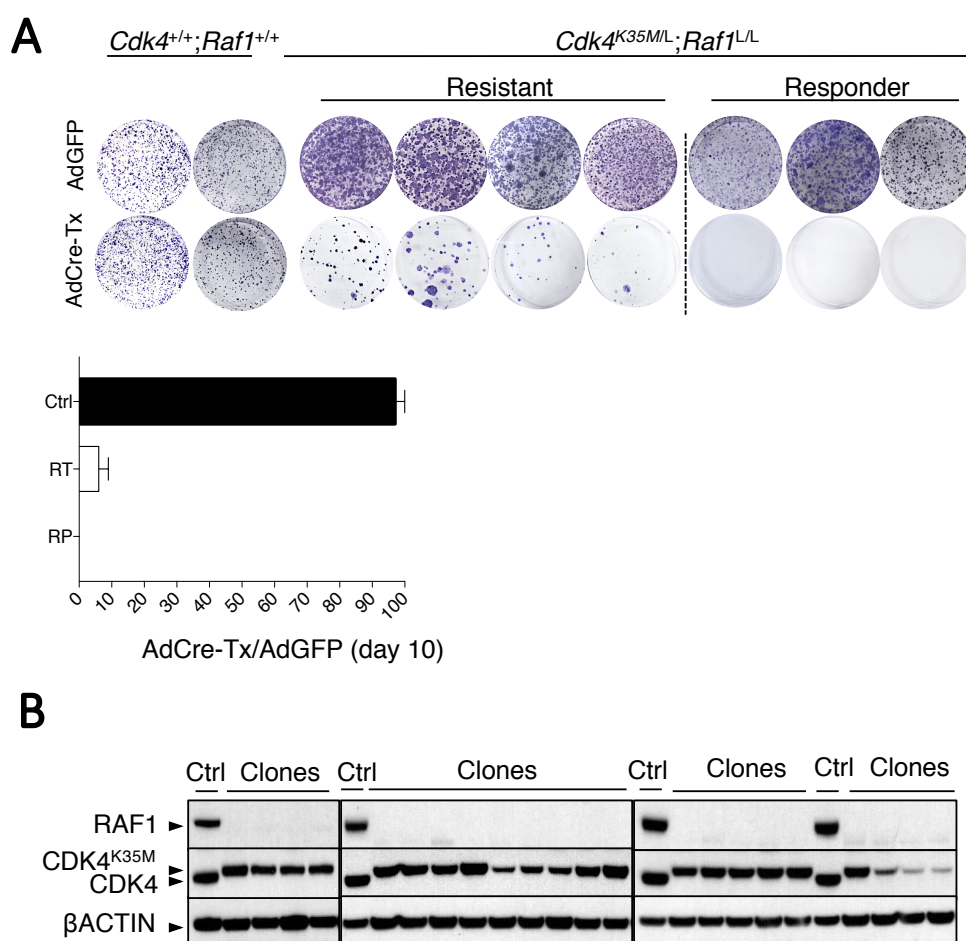 A
Cdk4+/+;Raf1+/+ Cdk4K35M/L;Raf1L/L
Resistant Responder
AdGFP
AdCre-Tx
Ctrl
RT
RP
0 10 20 30 40 50 60 70 80 90 100
AdCre-Tx/AdGFP (day 10)
B
Ctrl Clones Ctrl Clones Ctrl Clones Ctrl Clones
RAF1
CDK4K35M
CDK4
βACTIN